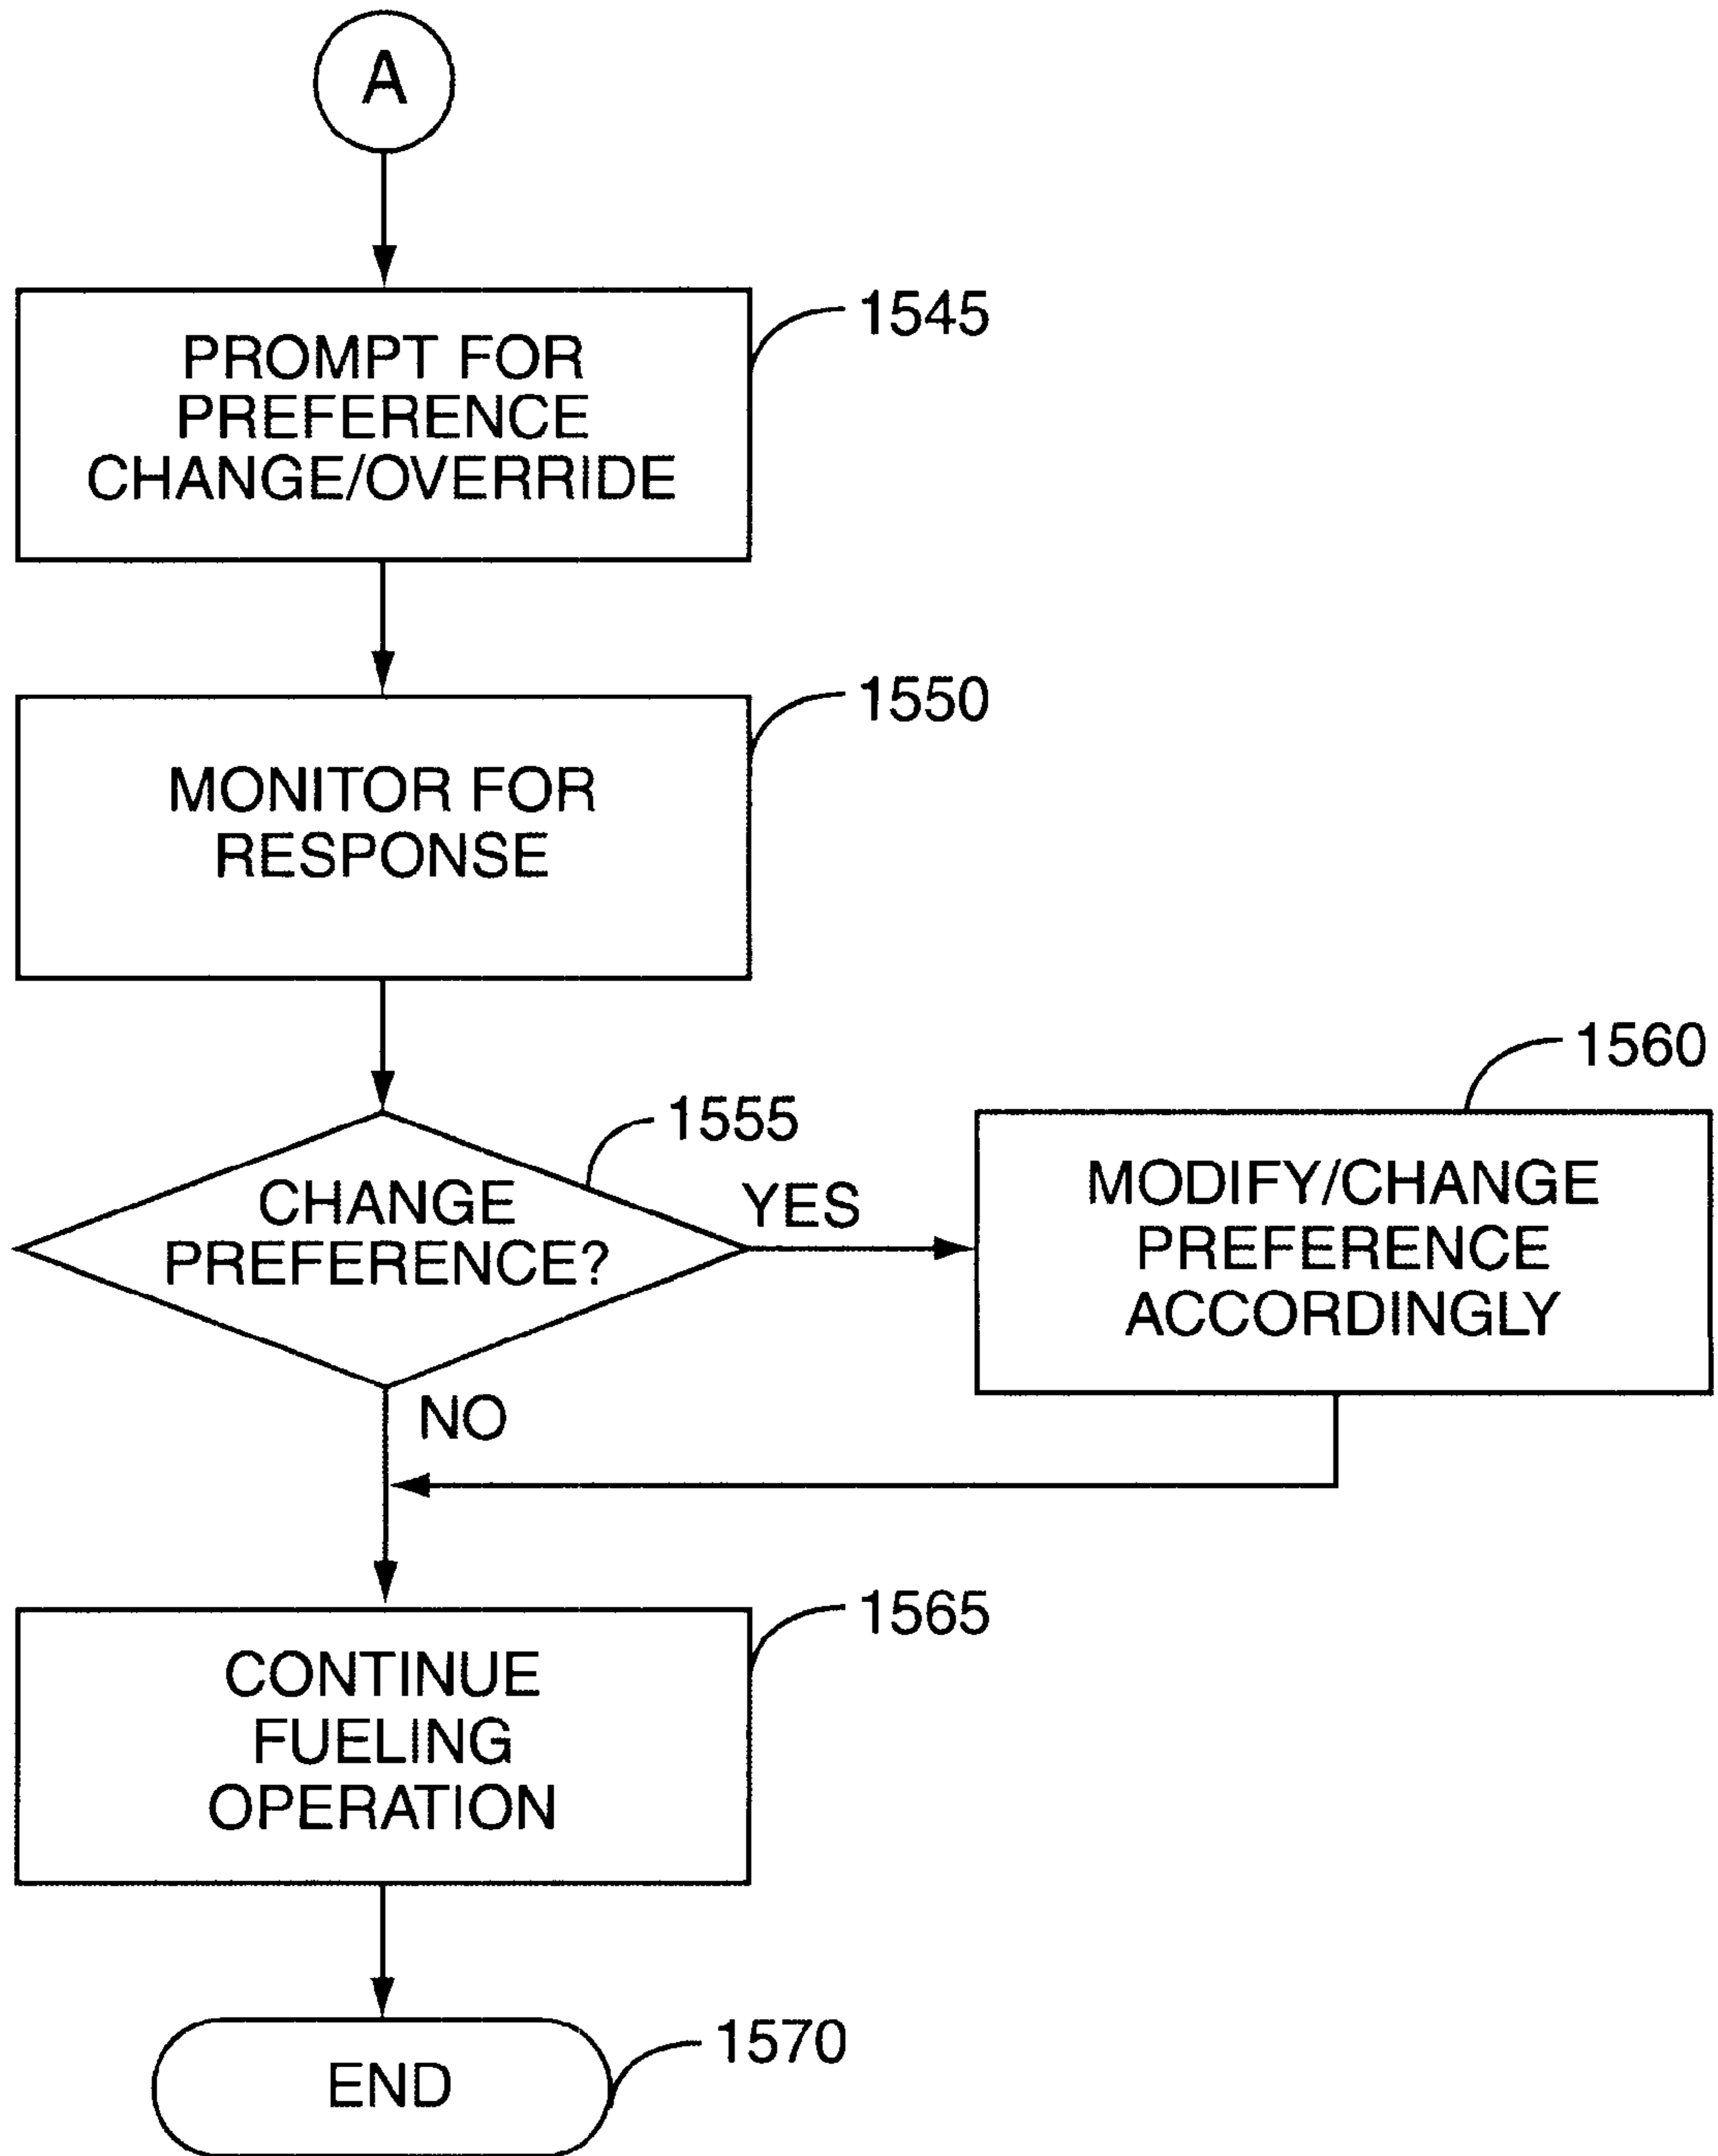 A
PROMPT FOR
PREFERENCE
CHANGE/OVERRIDE
1545
MONITOR FOR
RESPONSE
1550
CHANGE
PREFERENCE?
1555
YES
MODIFY/CHANGE
PREFERENCE
ACCORDINGLY
1560
NO
CONTINUE
FUELING
OPERATION
1565
END
1570